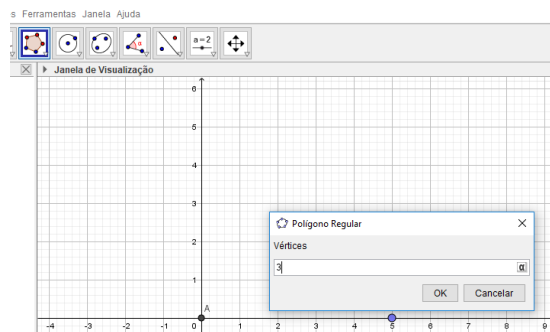 s Ferramentas Janela Ajuda
a=2
Janela de Visualização
6
5
4
3
2
1
Polígono Regular
Vértices
3
α
OK Cancelar
A
-4 -3 -2 -1 0 1 2 3 4 5 6 7 8 9